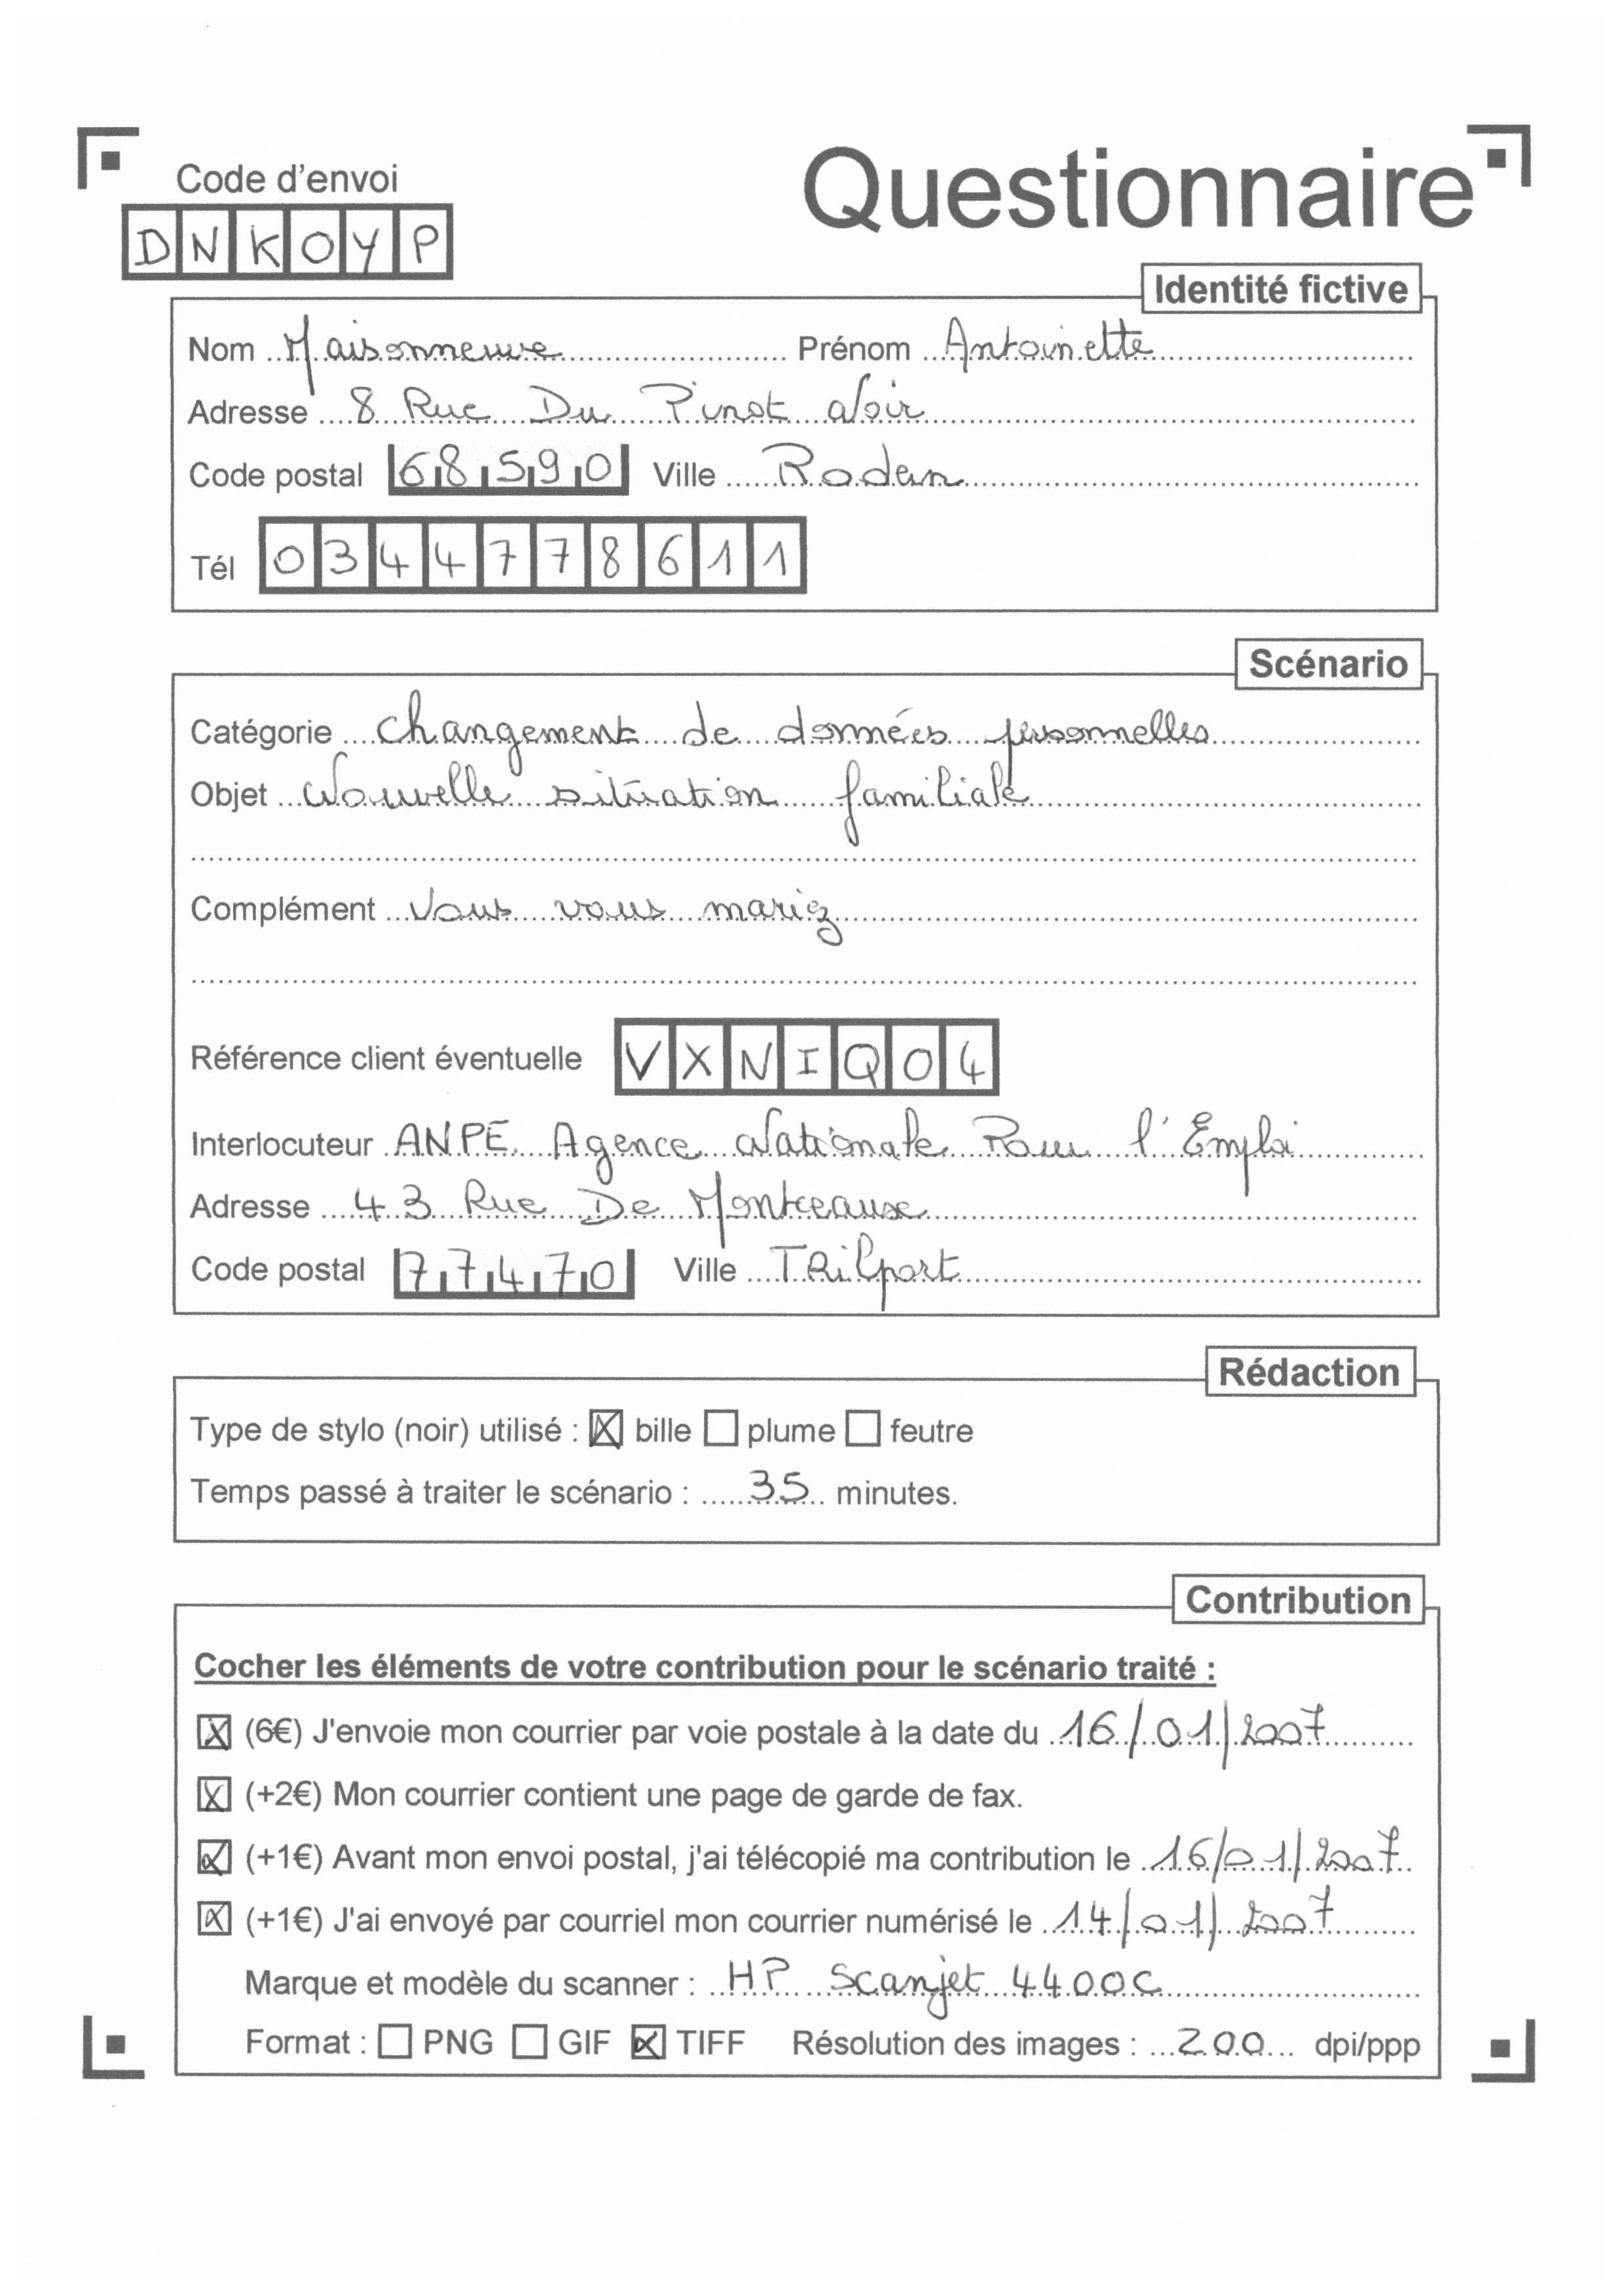 Code d'envoi
Questionnaire
DNKOYP
Identité fictive
Nom Maisonneuve Prénom Antoinette
Adresse 8 Rue Du Pinot Noir
Code postal 68590 Ville Rodern
Tél 0344778611
Scénario
Catégorie Changement de données personnelles
Objet Nouvelle situation familiale
Complément Vous vous mariez
Référence client éventuelle VXNIQ04
Interlocuteur ANPE Agence Nationale Pour l'Emploi
Adresse 43 Rue De Montceaux
Code postal 77470 Ville TRilport
Rédaction
Type de stylo (noir) utilisé : ☒ bille ☐ plume ☐ feutre
Temps passé à traiter le scénario : 35 minutes.
Contribution
Cocher les éléments de votre contribution pour le scénario traité :
☒ (6€) J'envoie mon courrier par voie postale à la date du 16/01/2007
☒ (+2€) Mon courrier contient une page de garde de fax.
☒ (+1€) Avant mon envoi postal, j'ai télécopié ma contribution le 16/01/2007
☒ (+1€) J'ai envoyé par courriel mon courrier numérisé le 14/01/2007
Marque et modèle du scanner : HP Scanjet 4400C
Format : ☐ PNG ☐ GIF ☒ TIFF Résolution des images : 200 dpi/ppp